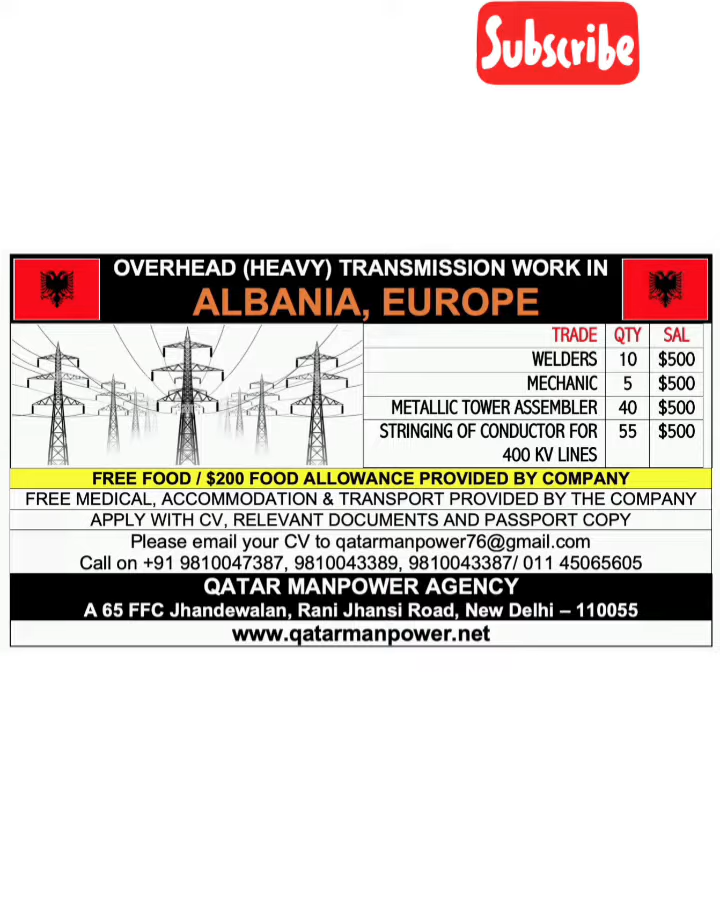 Subscribe
OVERHEAD (HEAVY) TRANSMISSION WORK IN
ALBANIA, EUROPE
TRADE QTY SAL
WELDERS 10 $500
MECHANIC 5 $500
METALLIC TOWER ASSEMBLER 40 $500
STRINGING OF CONDUCTOR FOR 55 $500
400 KV LINES
FREE FOOD / $200 FOOD ALLOWANCE PROVIDED BY COMPANY
FREE MEDICAL, ACCOMMODATION & TRANSPORT PROVIDED BY THE COMPANY
APPLY WITH CV, RELEVANT DOCUMENTS AND PASSPORT COPY
Please email your CV to qatarmanpower76@gmail.com
Call on +91 9810047387, 9810043389, 9810043387/ 011 45065605
QATAR MANPOWER AGENCY
A 65 FFC Jhandewalan, Rani Jhansi Road, New Delhi – 110055
www.qatarmanpower.net